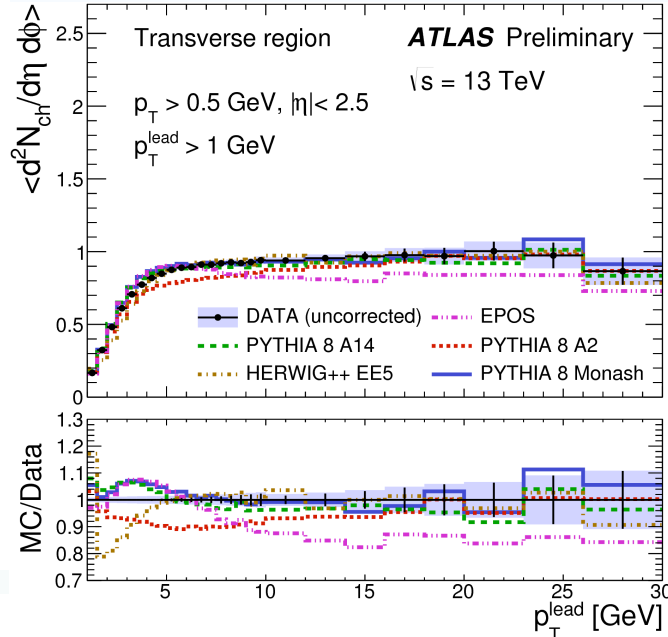 <d²N_ch/dη dϕ>
2.5
2
1.5
1
0.5
0
Transverse region
ATLAS Preliminary
√s = 13 TeV
p_T > 0.5 GeV, |η|< 2.5
p_T^lead > 1 GeV
DATA (uncorrected)
EPOS
PYTHIA 8 A14
PYTHIA 8 A2
HERWIG++ EE5
PYTHIA 8 Monash
MC/Data
1.3
1.2
1.1
1
0.9
0.8
0.7
5 10 15 20 25 30
p_T^lead [GeV]